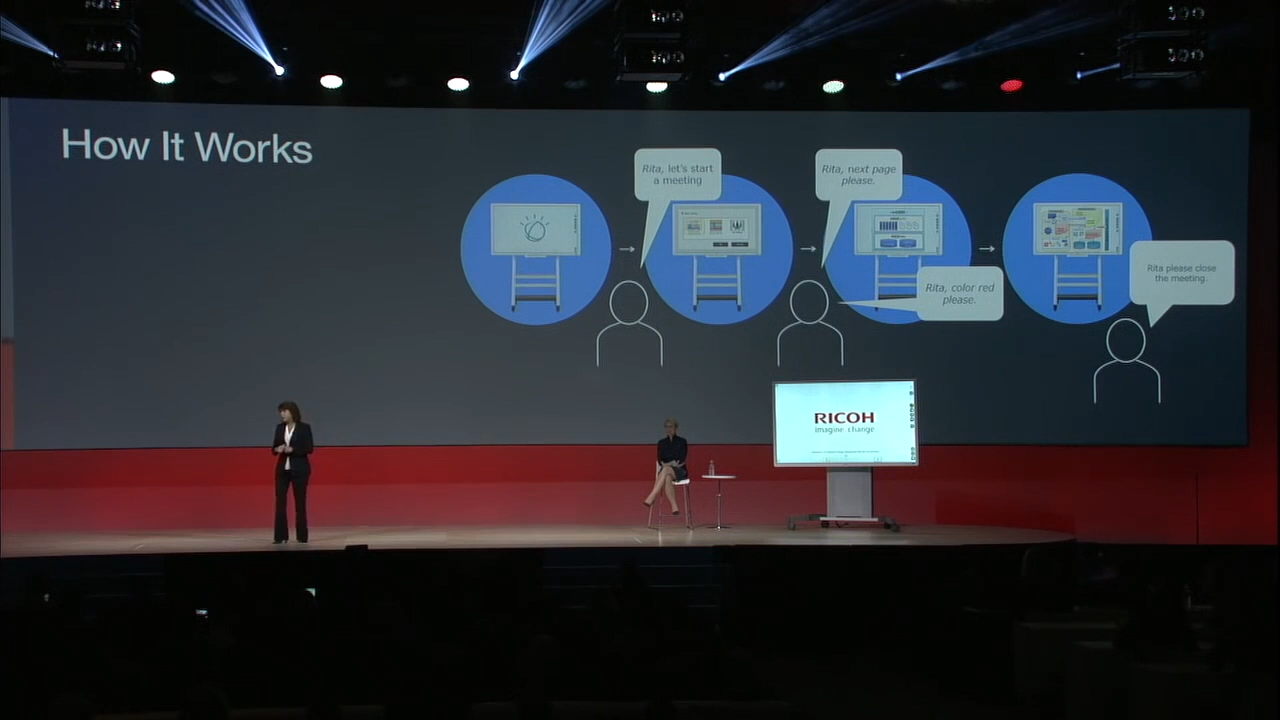 How It Works
Rita, let's start
a meeting
Rita, next page
please.
Rita, color red
please.
Rita please close
the meeting.
RICOH
imagine. change.